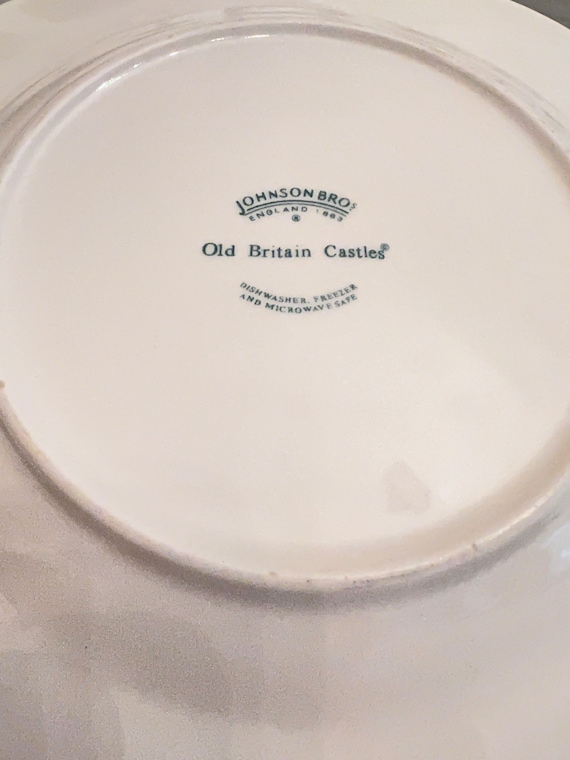 JOHNSON BROS
ENGLAND 1883
®
Old Britain Castles®
DISHWASHER, FREEZER
AND MICROWAVE SAFE